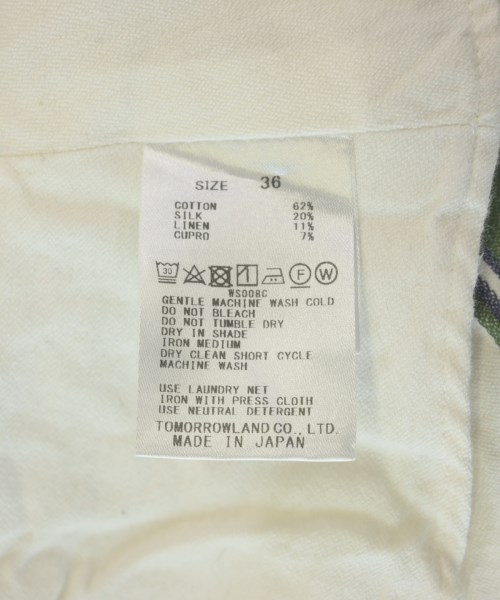 SIZE 36
COTTON 62%
SILK 20%
LINEN 11%
CUPRO 7%
30 F W
WS008C
GENTLE MACHINE WASH COLD
DO NOT BLEACH
DO NOT TUMBLE DRY
DRY IN SHADE
IRON MEDIUM
DRY CLEAN SHORT CYCLE
MACHINE WASH
USE LAUNDRY NET
IRON WITH PRESS CLOTH
USE NEUTRAL DETERGENT
TOMORROWLAND CO., LTD.
MADE IN JAPAN